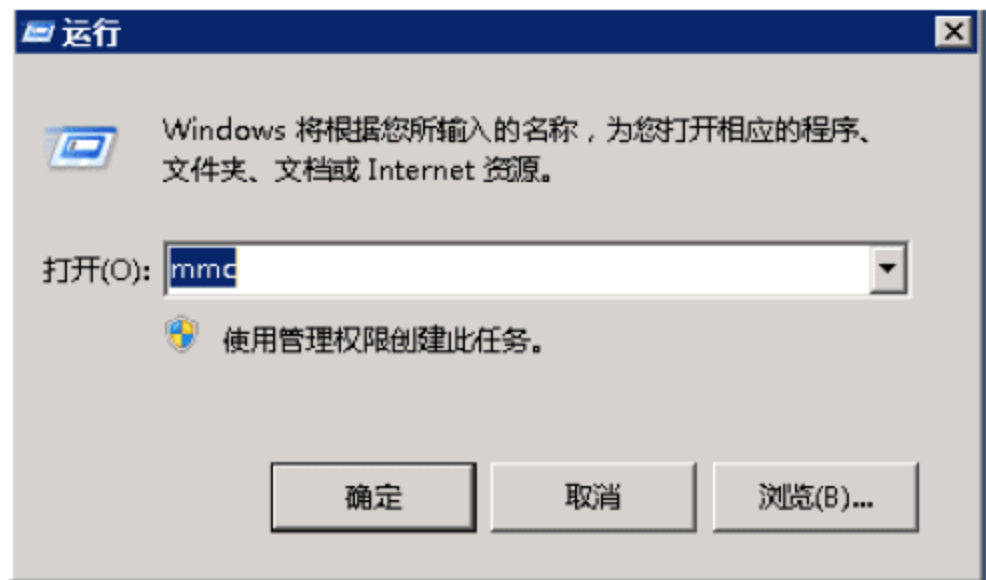 运行
Windows 将根据您所输入的名称，为您打开相应的程序、
文件夹、文档或 Internet 资源。
打开(O): mmc
使用管理权限创建此任务。
确定 取消 浏览(B)...